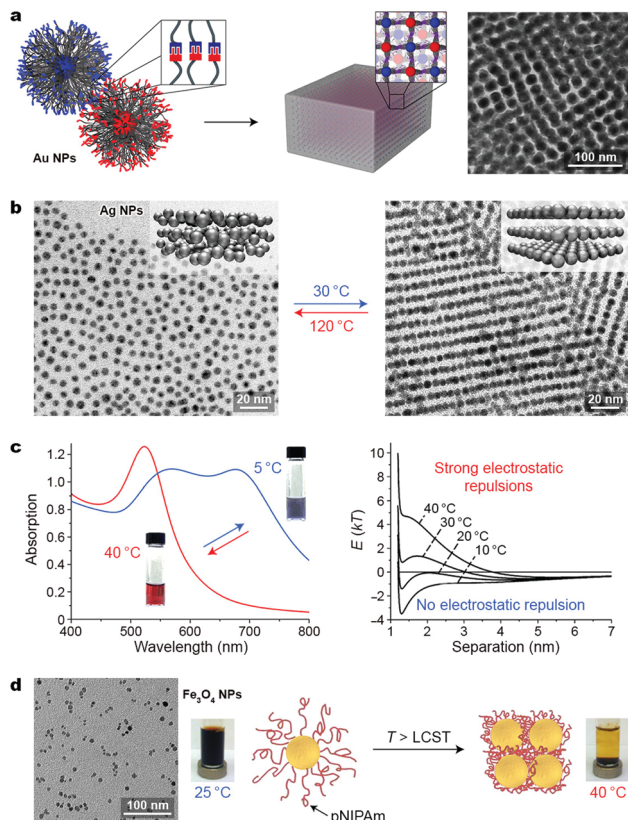 a
Au NPs
100 nm
b
Ag NPs
20 nm
30 °C
120 °C
20 nm
c
Absorption
1.2
1.0
0.8
0.6
0.4
0.2
0
400 500 600 700 800
Wavelength (nm)
5 °C
40 °C
E (kT)
10
8
6
4
2
0
−2
−4
1 2 3 4 5 6 7
Separation (nm)
Strong electrostatic
repulsions
40 °C
30 °C
20 °C
10 °C
No electrostatic repulsion
d
100 nm
Fe3O4 NPs
25 °C
pNIPAm
T > LCST
40 °C